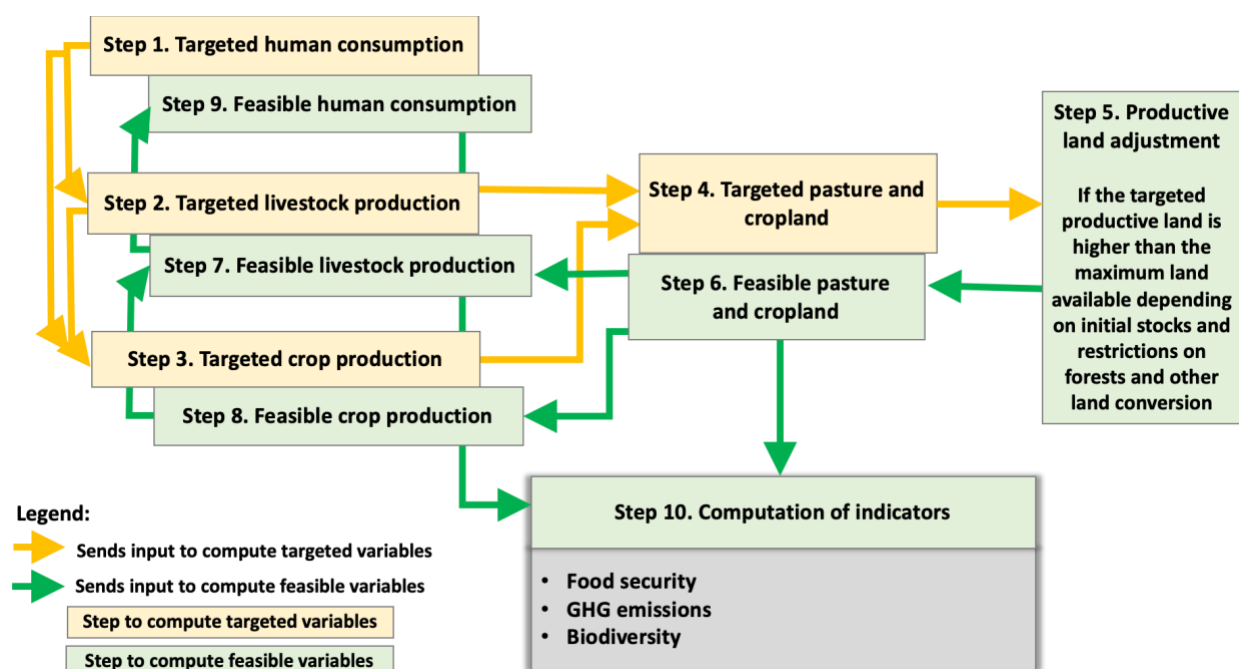 Step 1. Targeted human consumption
Step 9. Feasible human consumption
Step 2. Targeted livestock production
Step 7. Feasible livestock production
Step 3. Targeted crop production
Step 8. Feasible crop production
Step 4. Targeted pasture and
cropland
Step 6. Feasible pasture
and cropland
Step 5. Productive
land adjustment
If the targeted
productive land is
higher than the
maximum land
available depending
on initial stocks and
restrictions on
forests and other
land conversion
Step 10. Computation of indicators
• Food security
• GHG emissions
• Biodiversity
Legend:
Sends input to compute targeted variables
Sends input to compute feasible variables
Step to compute targeted variables
Step to compute feasible variables